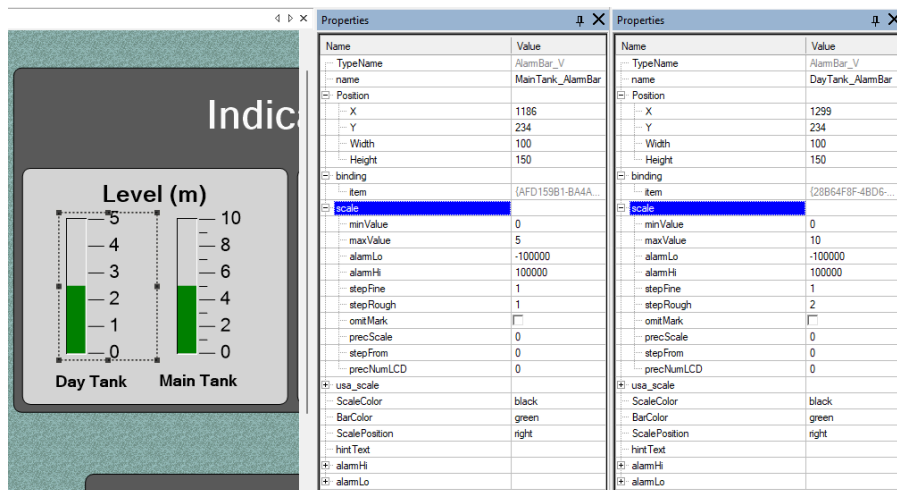 Indica
Level (m)
5
4
3
2
1
0
10
8
6
4
2
0
Day Tank
Main Tank
Properties
Name Value
TypeName AlarmBar_V
name MainTank_AlarmBar
Position
X 1186
Y 234
Width 100
Height 150
binding
item {AFD159B1-BA4A...
scale
minValue 0
maxValue 5
alarmLo -100000
alarmHi 100000
stepFine 1
stepRough 1
omitMark
precScale 0
stepFrom 0
precNumLCD 0
usa_scale
ScaleColor black
BarColor green
ScalePosition right
hintText
alarmHi
alarmLo
Properties
Name Value
TypeName AlarmBar_V
name DayTank_AlarmBar
Position
X 1299
Y 234
Width 100
Height 150
binding
item {28B64F8F-4BD6-...
scale
minValue 0
maxValue 10
alarmLo -100000
alarmHi 100000
stepFine 1
stepRough 2
omitMark
precScale 0
stepFrom 0
precNumLCD 0
usa_scale
ScaleColor black
BarColor green
ScalePosition right
hintText
alarmHi
alarmLo